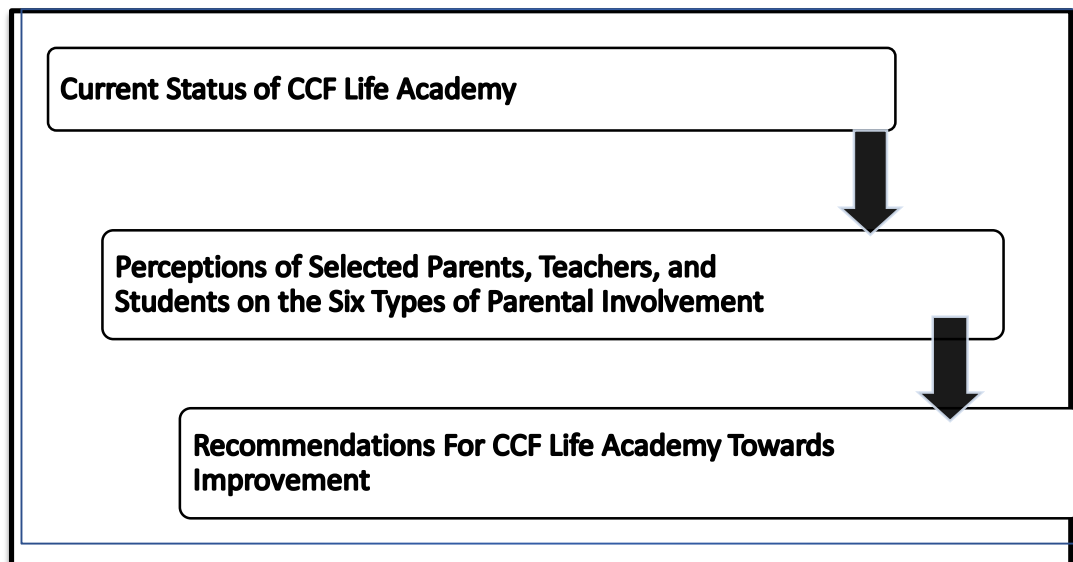 Current Status of CCF Life Academy
Perceptions of Selected Parents, Teachers, and
Students on the Six Types of Parental Involvement
Recommendations For CCF Life Academy Towards
Improvement